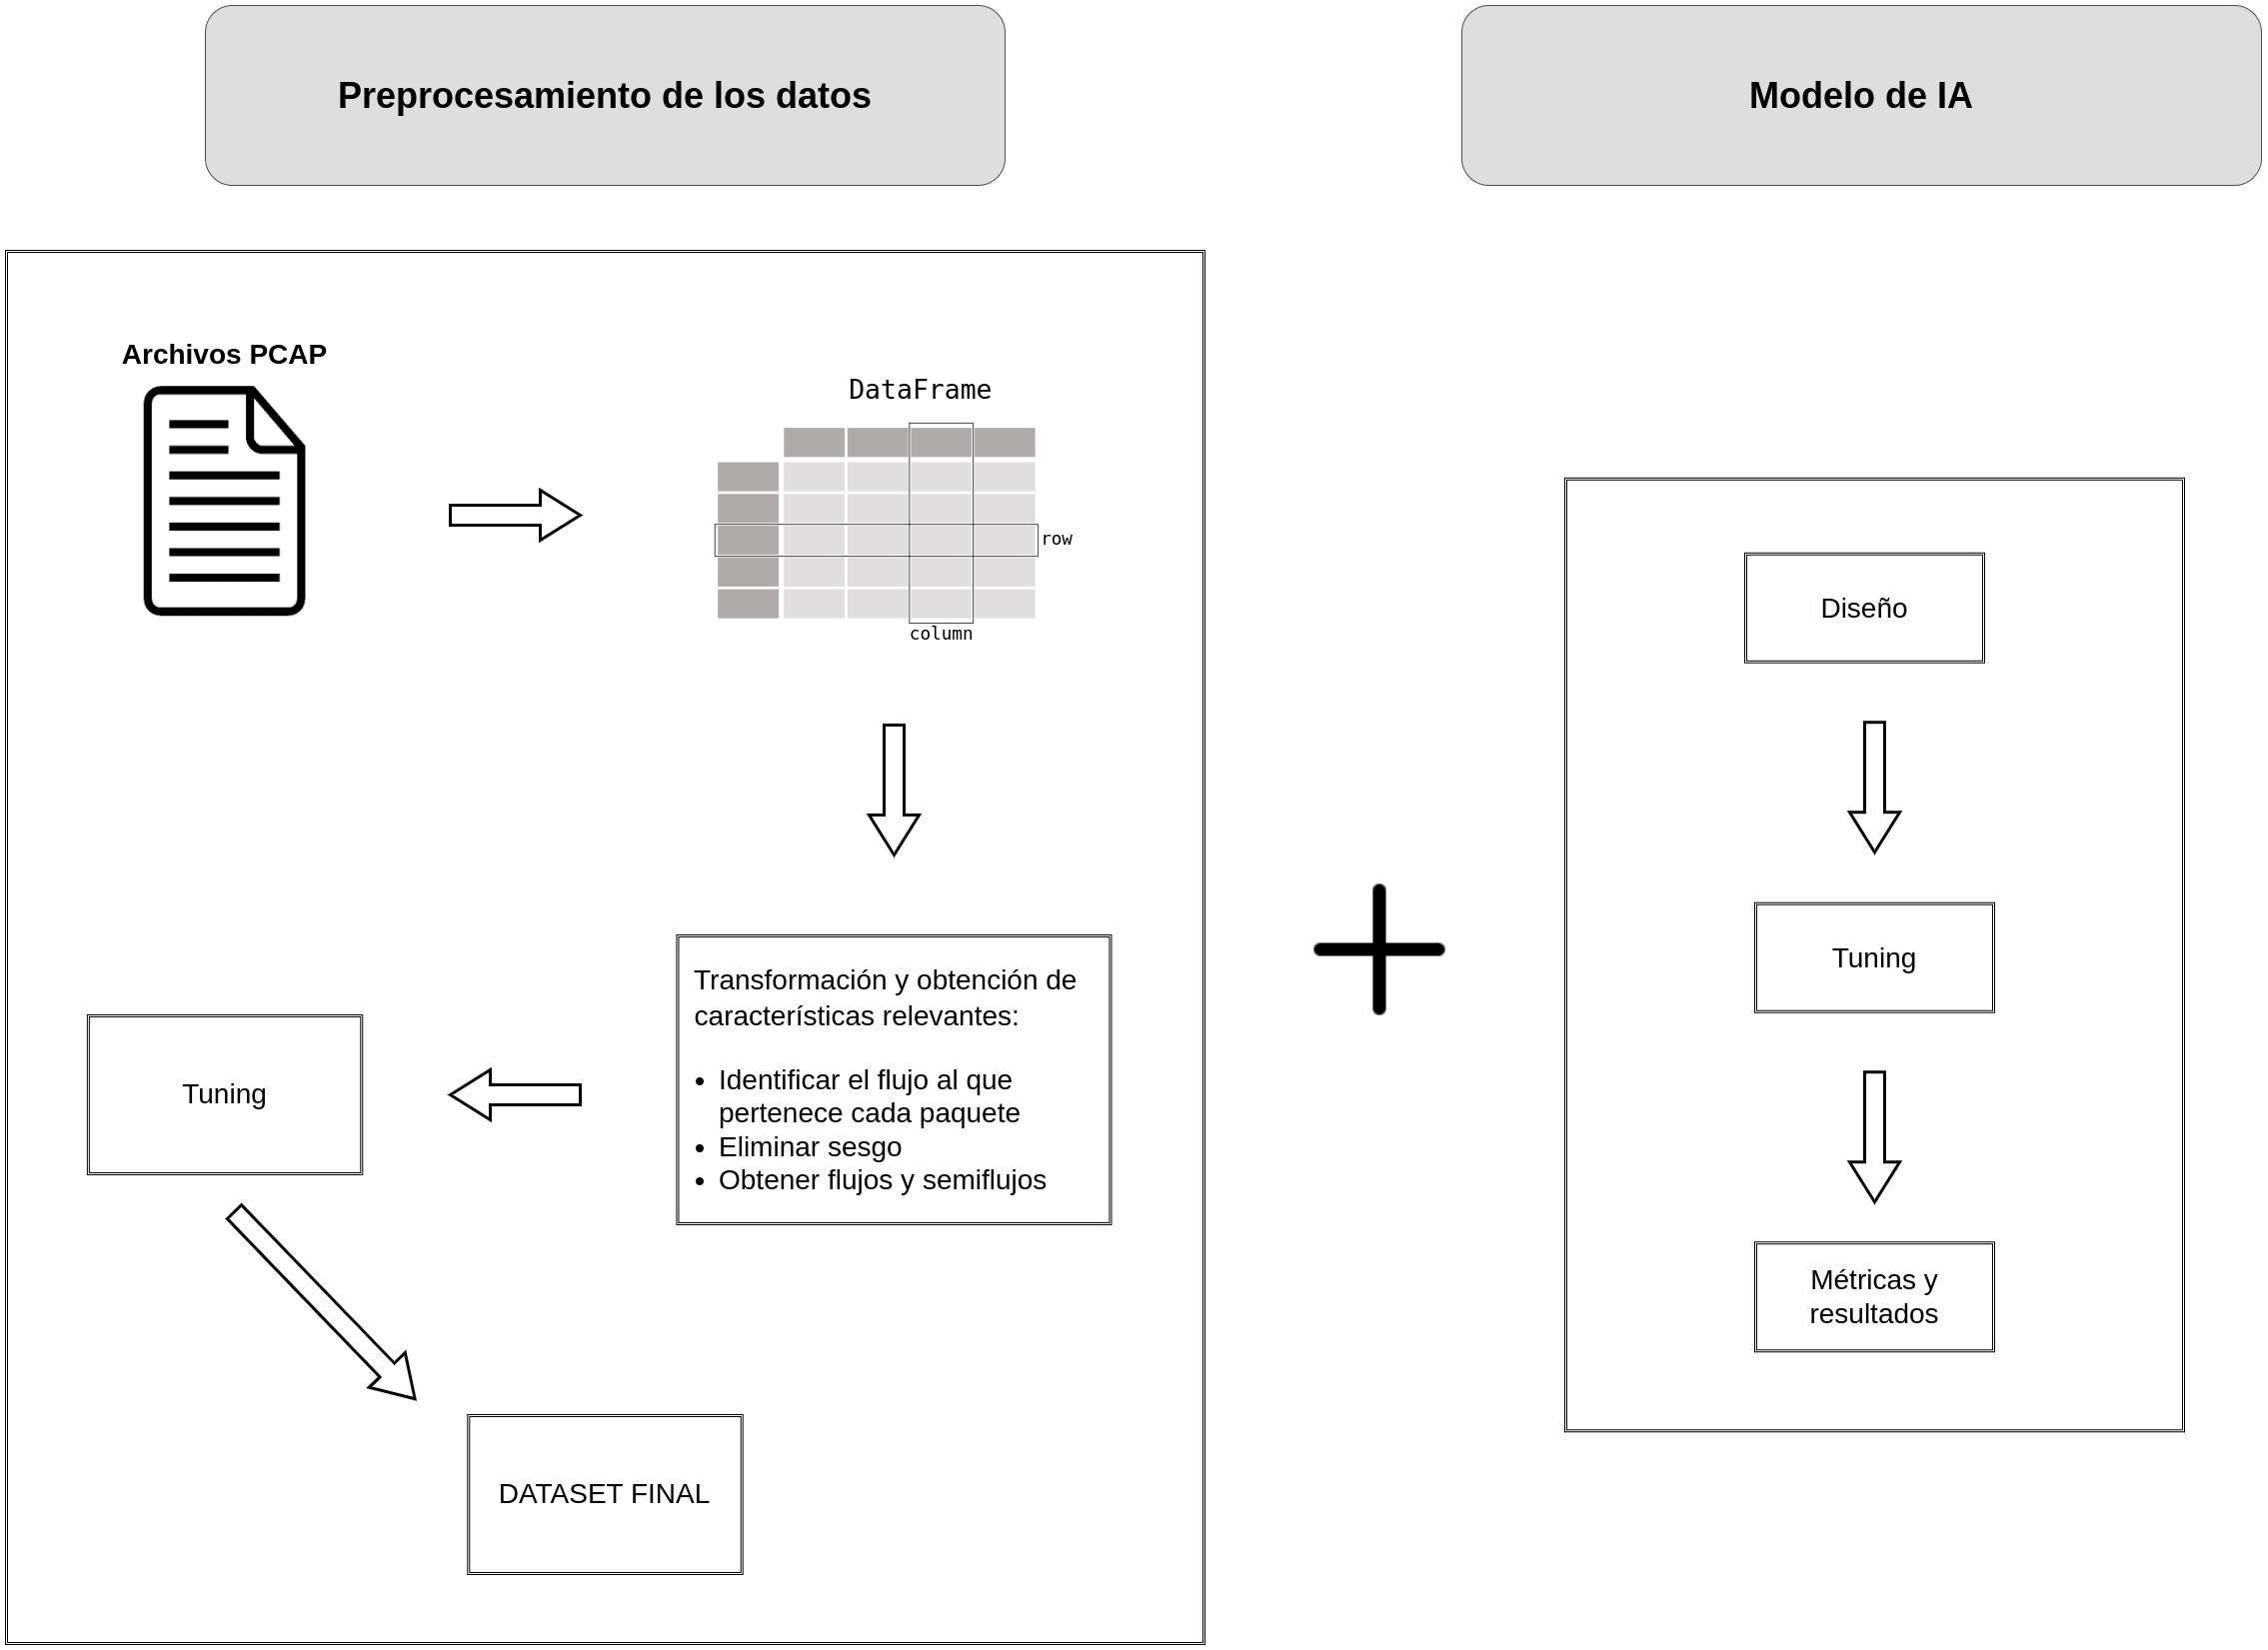 Preprocesamiento de los datos
Modelo de IA
Archivos PCAP
DataFrame
row
column
Transformación y obtención de
características relevantes:
• Identificar el flujo al que
pertenece cada paquete
• Eliminar sesgo
• Obtener flujos y semiflujos
Tuning
DATASET FINAL
Diseño
Tuning
Métricas y
resultados